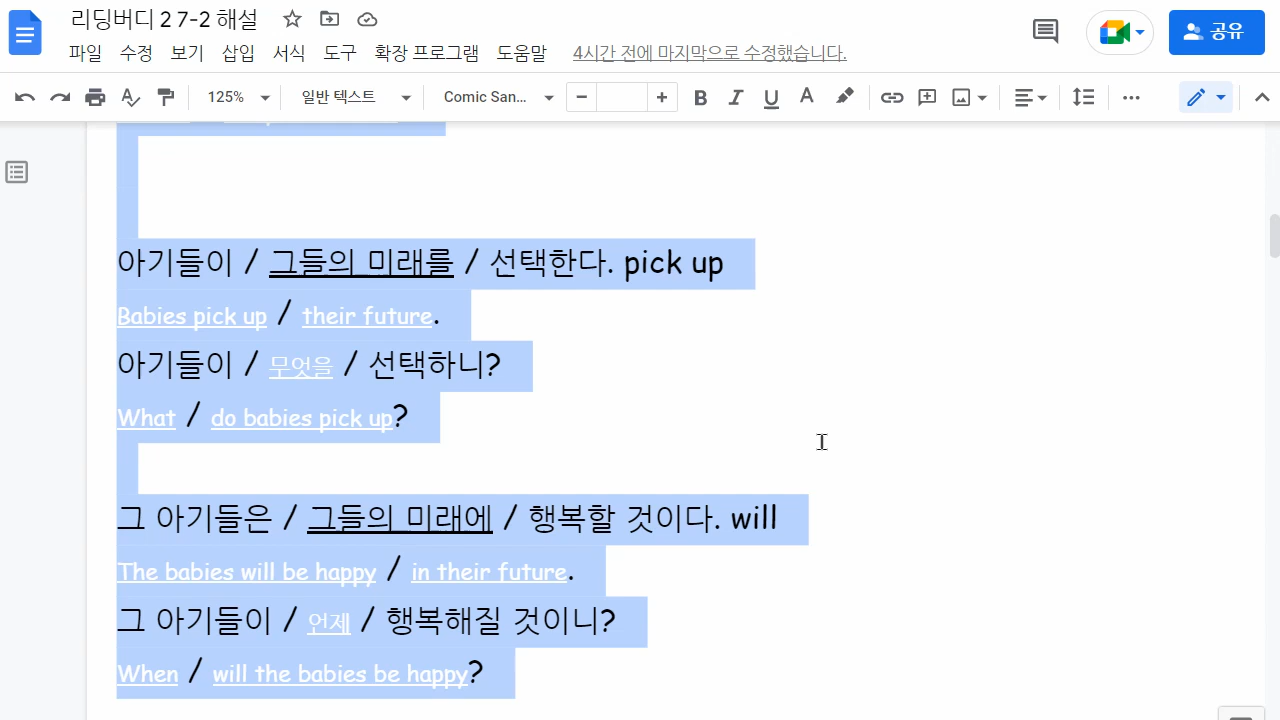 리딩버디 2 7-2 해설
파일 수정 보기 삽입 서식 도구 확장 프로그램 도움말 4시간 전에 마지막으로 수정했습니다.
공유
125% 일반 텍스트 Comic San...
아기들이 / 그들의 미래를 / 선택한다. pick up
Babies pick up / their future.
아기들이 / 무엇을 / 선택하니?
What / do babies pick up?
그 아기들은 / 그들의 미래에 / 행복할 것이다. will
The babies will be happy / in their future.
그 아기들이 / 언제 / 행복해질 것이니?
When / will the babies be happy?